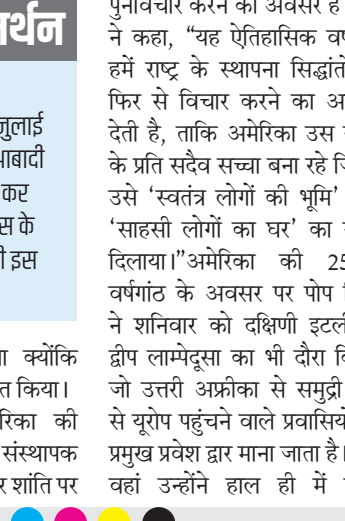 र्थन
जुलाई
आबादी
कर
स के
ी इस
ा क्योंकि
त किया।
रिका की
संस्थापक
र शांति पर
पुनर्विचार करने का अवसर है
ने कहा, “यह ऐतिहासिक वर्ष
हमें राष्ट्र के स्थापना सिद्धांतों
फिर से विचार करने का अ
देती है, ताकि अमेरिका उस
के प्रति सदैव सच्चा बना रहे जि
उसे ‘स्वतंत्र लोगों की भूमि’
‘साहसी लोगों का घर’ का
दिलाया।”अमेरिका की 25
वर्षगांठ के अवसर पर पोप
ने शनिवार को दक्षिणी इटली
द्वीप लाम्पेदूसा का भी दौरा वि
जो उत्तरी अफ्रीका से समुद्री
से यूरोप पहुंचने वाले प्रवासियों
प्रमुख प्रवेश द्वार माना जाता है।
वहां उन्होंने हाल ही में